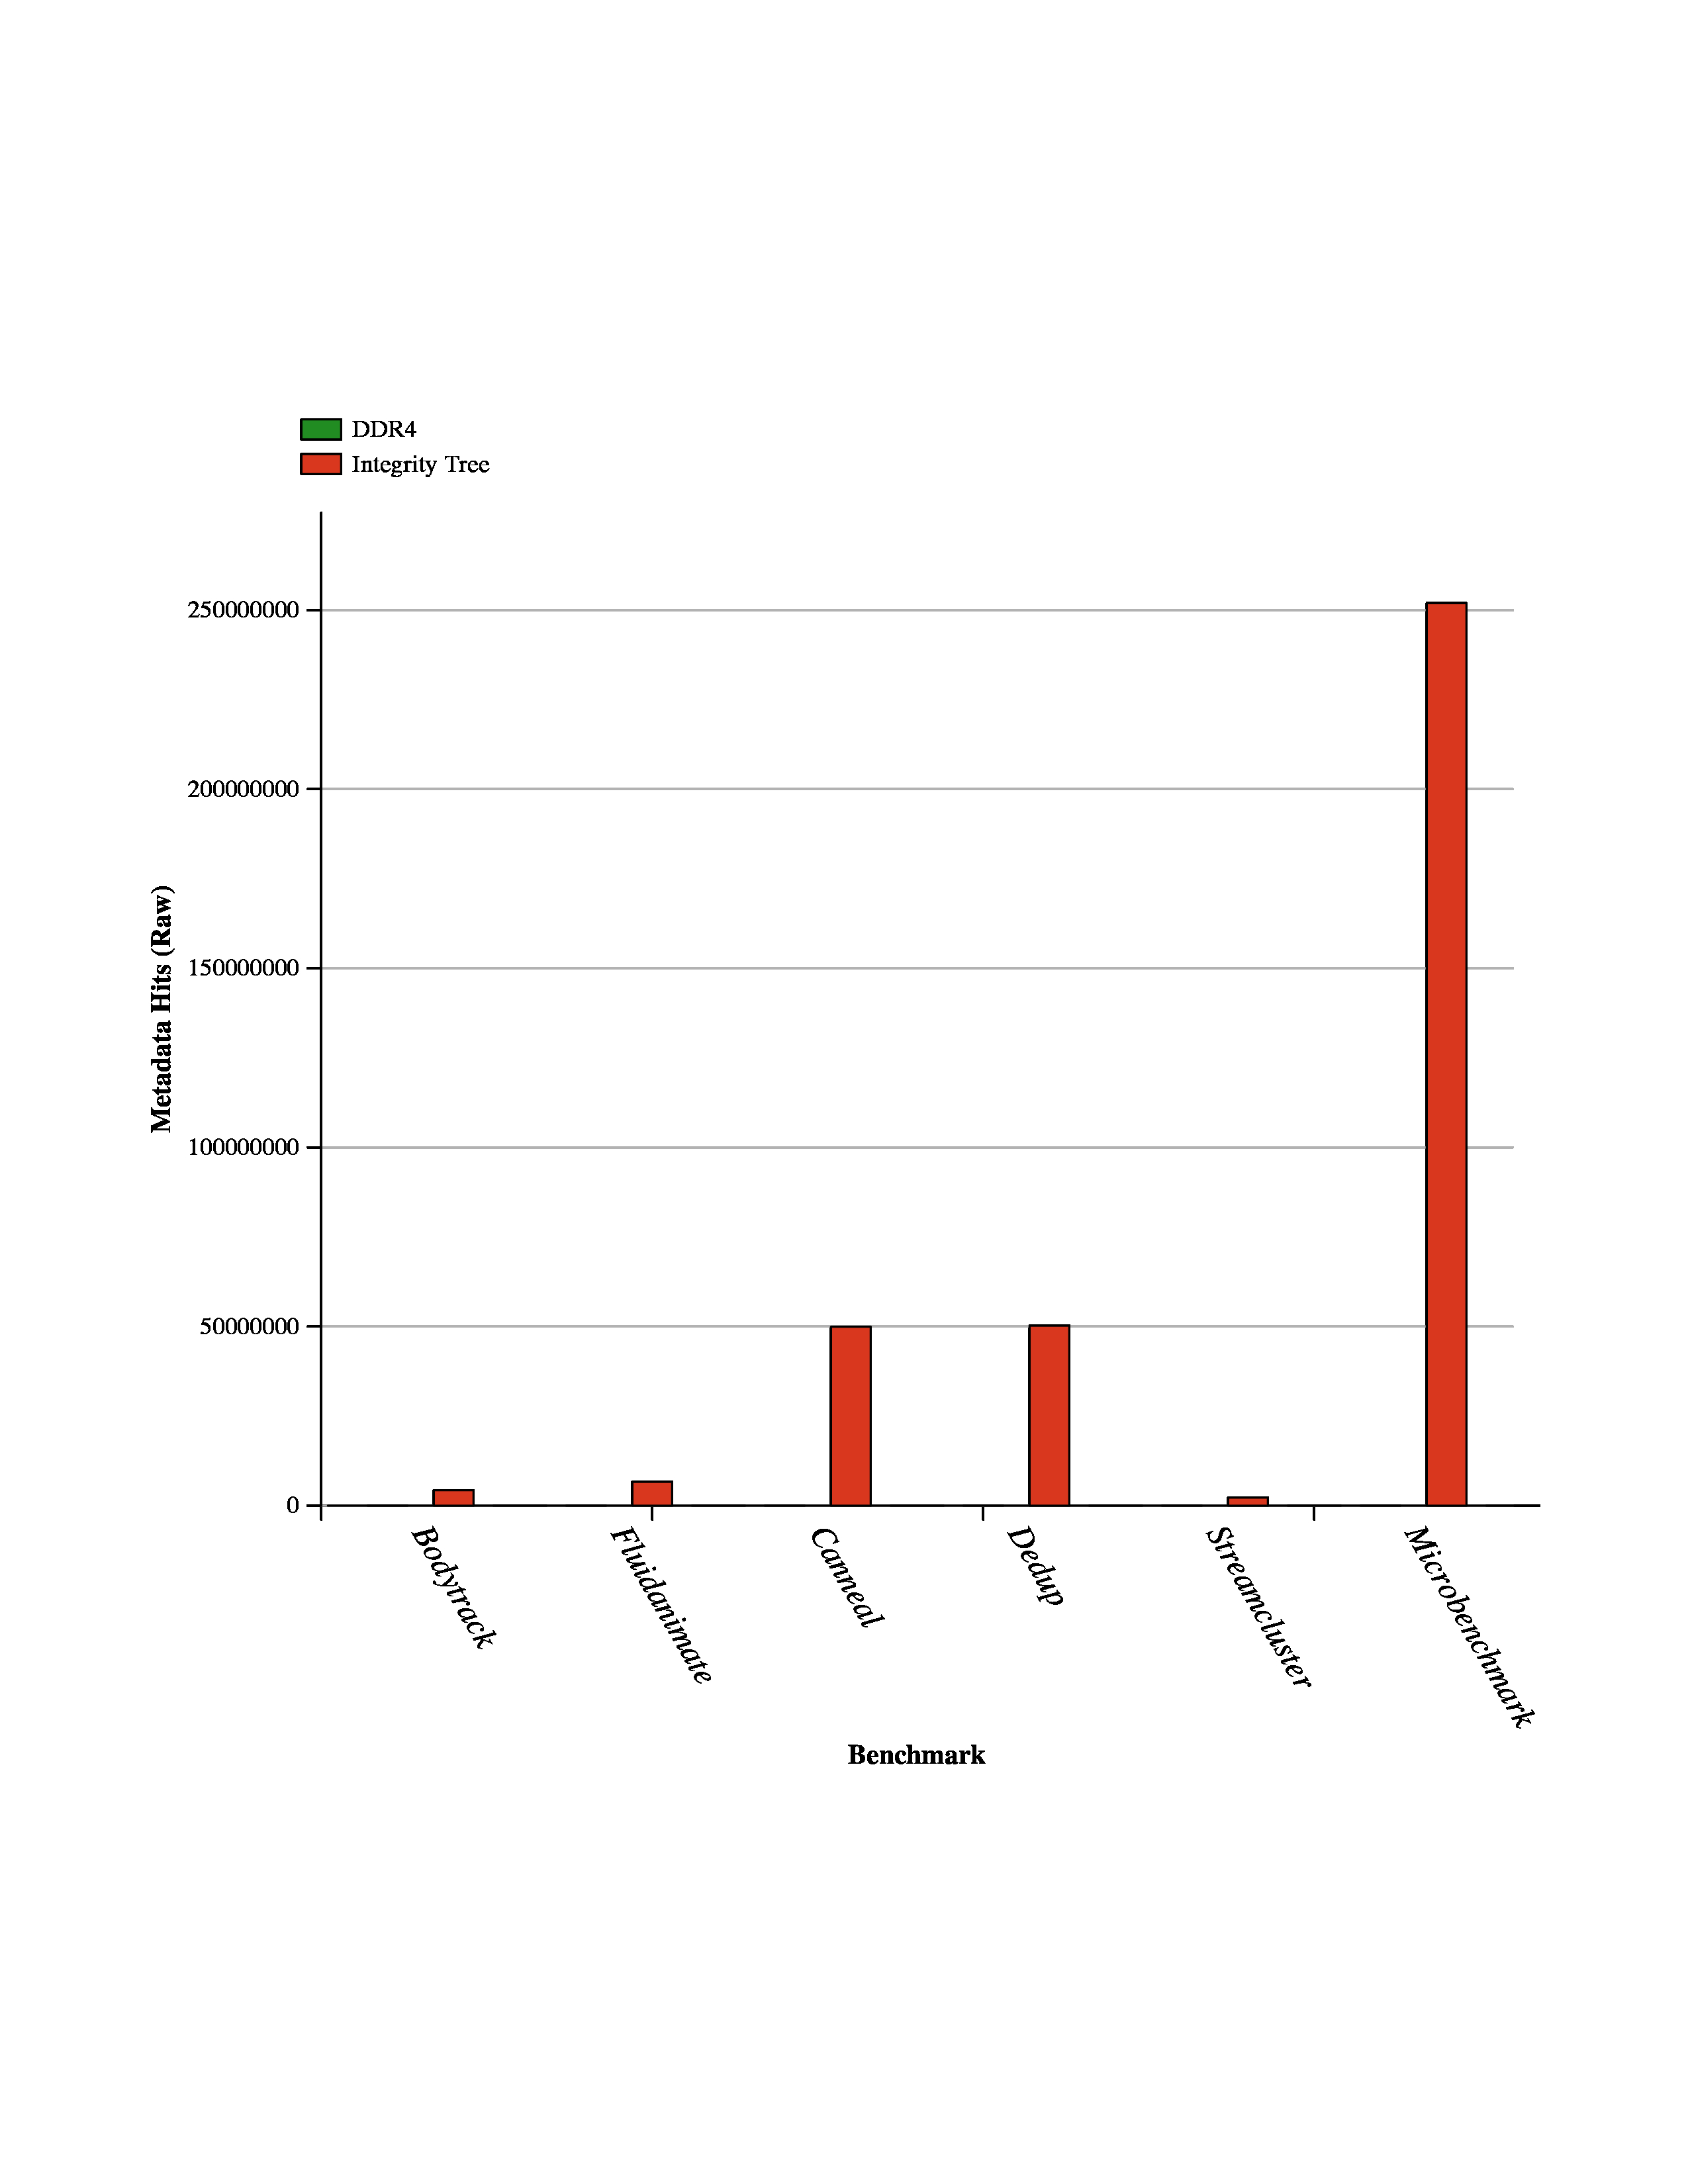 DDR4
Integrity Tree
250000000
200000000
150000000
100000000
50000000
0
Metadata Hits (Raw)
Bodytrack
Fluidanimate
Canneal
Dedup
Streamcluster
Microbenchmark
Benchmark